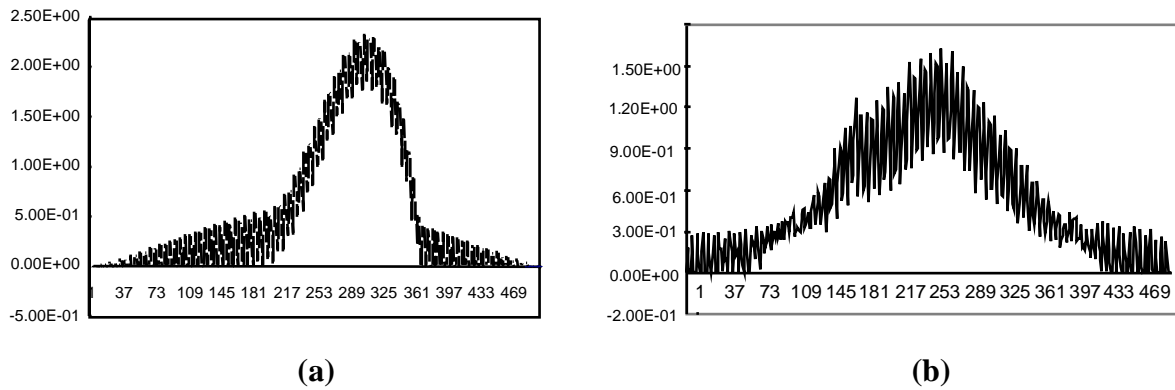 2.50E+00
2.00E+00
1.50E+00
1.00E+00
5.00E-01
0.00E+00
1 37 73 109 145 181 217 253 289 325 361 397 433 469
-5.00E-01
(a)
1.50E+00
1.20E+00
9.00E-01
6.00E-01
3.00E-01
0.00E+00
1 37 73 109 145 181 217 253 289 325 361 397 433 469
-2.00E-01
(b)